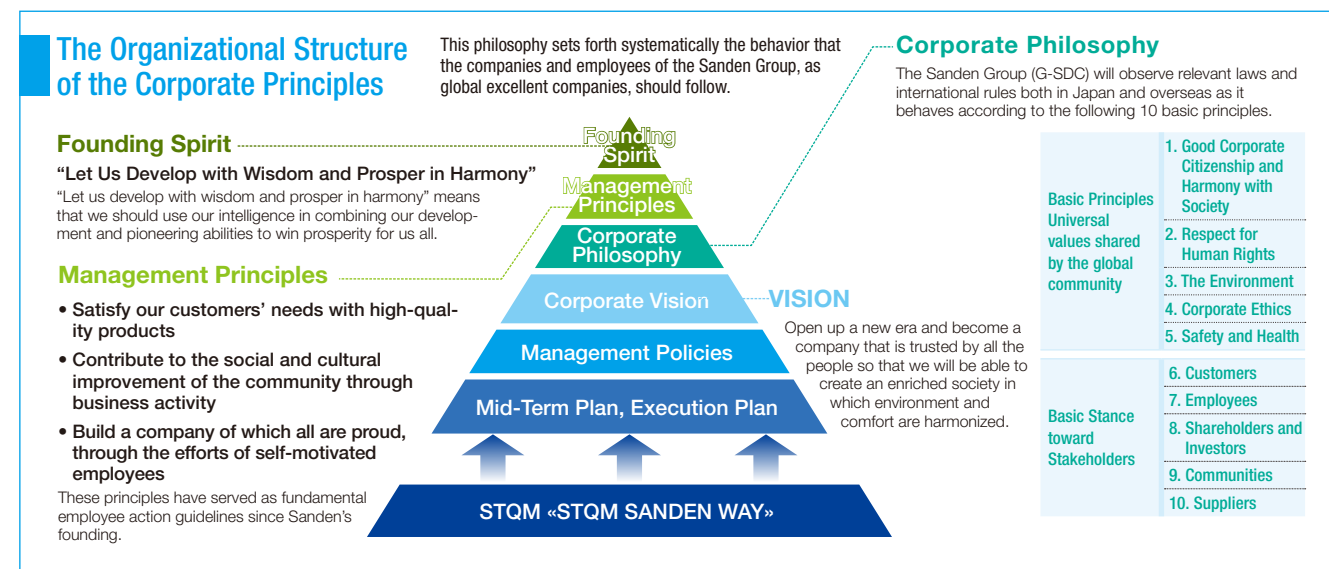 The Organizational Structure
of the Corporate Principles
This philosophy sets forth systematically the behavior that
the companies and employees of the Sanden Group, as
global excellent companies, should follow.
Founding Spirit
“Let Us Develop with Wisdom and Prosper in Harmony”
“Let us develop with wisdom and prosper in harmony” means
that we should use our intelligence in combining our develop-
ment and pioneering abilities to win prosperity for us all.
Management Principles
• Satisfy our customers’ needs with high-qual-
ity products
• Contribute to the social and cultural
improvement of the community through
business activity
• Build a company of which all are proud,
through the efforts of self-motivated
employees
These principles have served as fundamental
employee action guidelines since Sanden’s
founding.
Founding
Spirit
Management
Principles
Corporate
Philosophy
Corporate Vision
Management Policies
Mid-Term Plan, Execution Plan
STQM «STQM SANDEN WAY»
VISION
Open up a new era and become a
company that is trusted by all the
people so that we will be able to
create an enriched society in
which environment and
comfort are harmonized.
Corporate Philosophy
The Sanden Group (G-SDC) will observe relevant laws and
international rules both in Japan and overseas as it
behaves according to the following 10 basic principles.
Basic Principles
Universal
values shared
by the global
community
1. Good Corporate
Citizenship and
Harmony with
Society
2. Respect for
Human Rights
3. The Environment
4. Corporate Ethics
5. Safety and Health
Basic Stance
toward
Stakeholders
6. Customers
7. Employees
8. Shareholders and
Investors
9. Communities
10. Suppliers